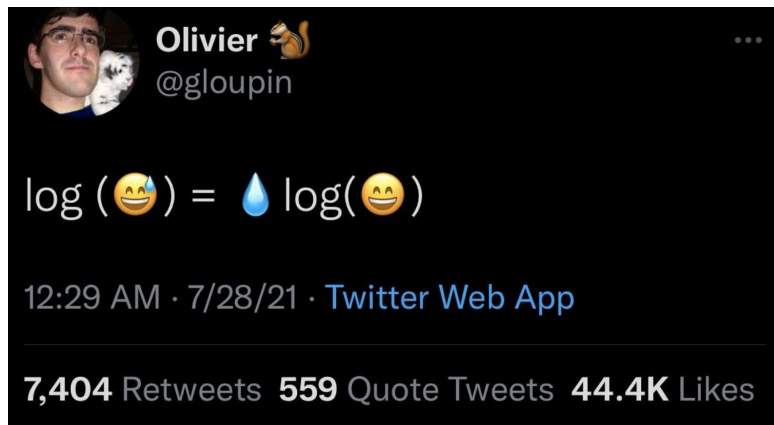 Olivier 🐿️
@gloupin
log (😅) = 💧 log(😄)
12:29 AM · 7/28/21 · Twitter Web App
7,404 Retweets 559 Quote Tweets 44.4K Likes